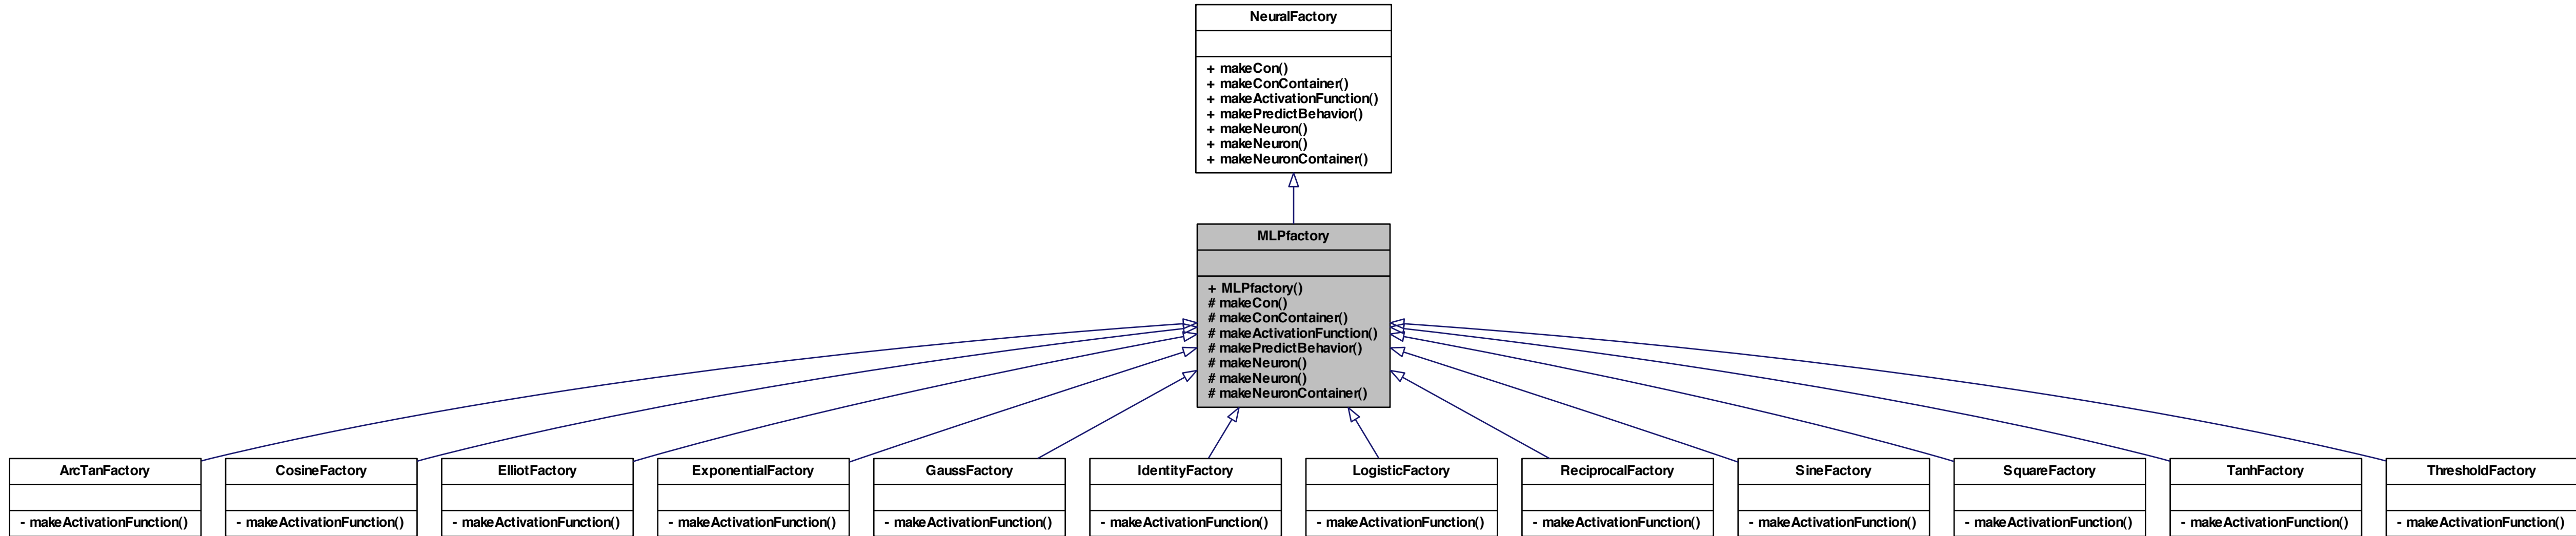 NeuralFactory
+ makeCon()
+ makeConContainer()
+ makeActivationFunction()
+ makePredictBehavior()
+ makeNeuron()
+ makeNeuron()
+ makeNeuronContainer()
MLPfactory
+ MLPfactory()
# makeCon()
# makeConContainer()
# makeActivationFunction()
# makePredictBehavior()
# makeNeuron()
# makeNeuron()
# makeNeuronContainer()
ArcTanFactory
- makeActivationFunction()
CosineFactory
- makeActivationFunction()
ElliotFactory
- makeActivationFunction()
ExponentialFactory
- makeActivationFunction()
GaussFactory
- makeActivationFunction()
IdentityFactory
- makeActivationFunction()
LogisticFactory
- makeActivationFunction()
ReciprocalFactory
- makeActivationFunction()
SineFactory
- makeActivationFunction()
SquareFactory
- makeActivationFunction()
TanhFactory
- makeActivationFunction()
ThresholdFactory
- makeActivationFunction()